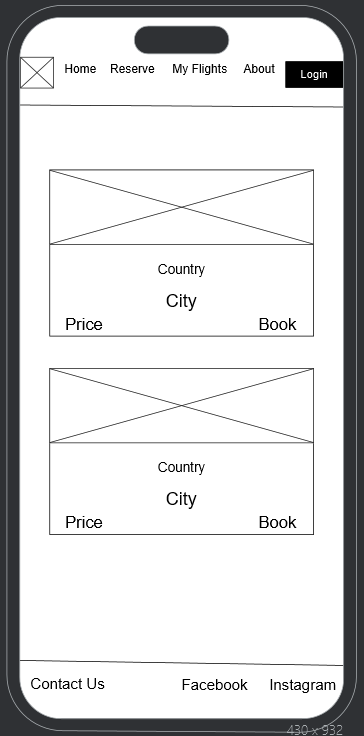 Home Reserve My Flights About Login
Country
City
Price Book
Country
City
Price Book
Contact Us Facebook Instagram
430 x 932